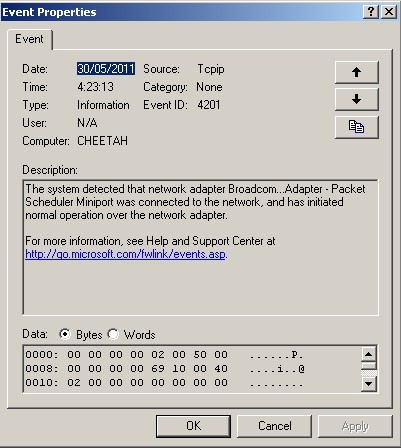 Event Properties
Event
Date: 30/05/2011 Source: Tcpip
Time: 4:23:13 Category: None
Type: Information Event ID: 4201
User: N/A
Computer: CHEETAH
Description:
The system detected that network adapter Broadcom...Adapter - Packet
Scheduler Miniport was connected to the network, and has initiated
normal operation over the network adapter.
For more information, see Help and Support Center at
http://go.microsoft.com/fwlink/events.asp.
Data: Bytes Words
0000: 00 00 00 00 02 00 50 00 ......P.
0008: 00 00 00 00 69 10 00 40 ....i..@
0010: 02 00 00 00 00 00 00 00 ........
OK Cancel Apply